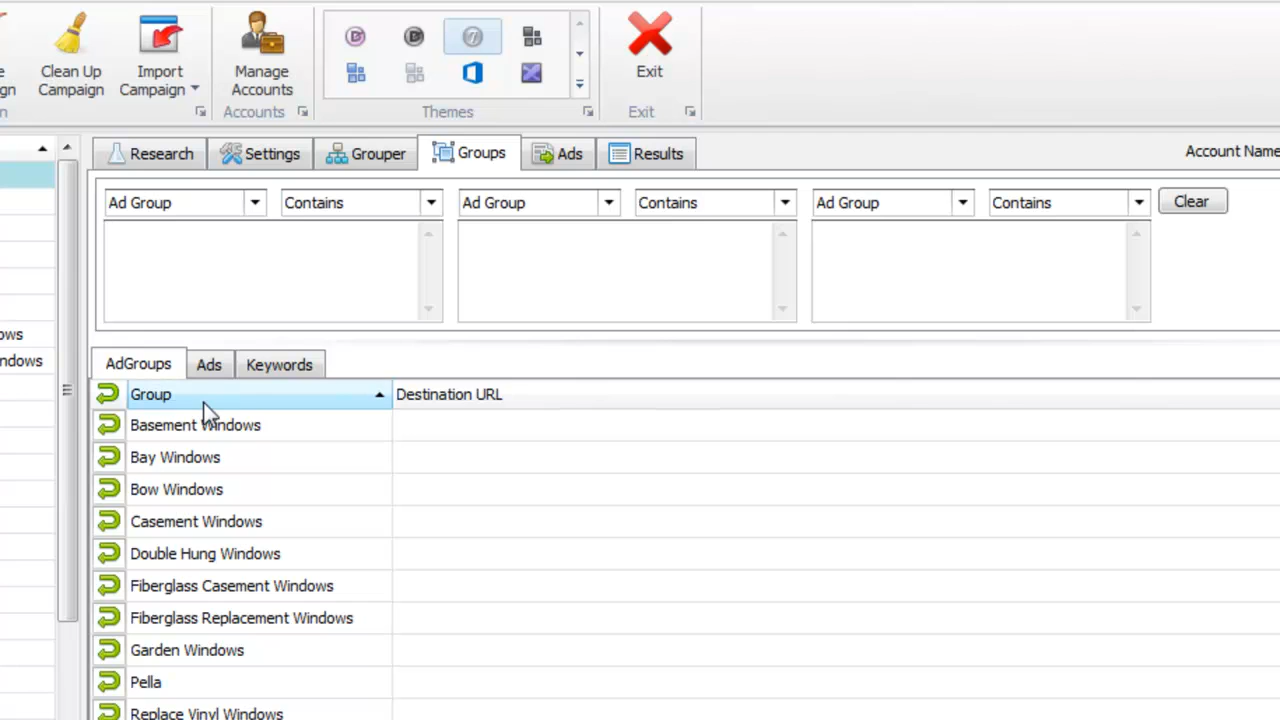 e Clean Up Import Manage Exit
gn Campaign Campaign Accounts
n Accounts Themes Exit
Research Settings Grouper Groups Ads Results Account Name
Ad Group Contains Ad Group Contains Ad Group Contains Clear
ows
ndows
AdGroups Ads Keywords
Group Destination URL
Basement Windows
Bay Windows
Bow Windows
Casement Windows
Double Hung Windows
Fiberglass Casement Windows
Fiberglass Replacement Windows
Garden Windows
Pella
Replace Vinyl Windows